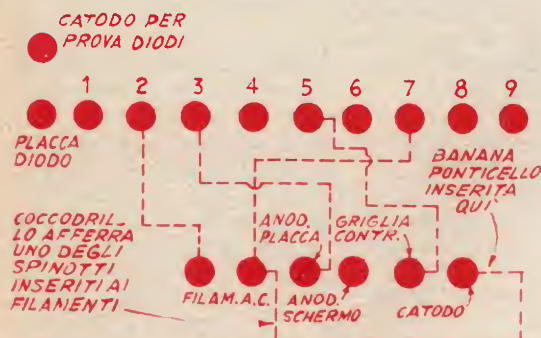 CATODO PER
PROVA DIODI
1 2 3 4 5 6 7 8 9
PLACCA
DIODO
BANANA
PONTICELLO
INSERITA
QUI
COCCODRIL-
LO AFFERRA
UNO DEGLI
SPINOTTI
INSERITI AI
FILAMENTI
ANOD.
PLACCA
GRIGLIA
CONTR.
FILAM. A.C.
ANOD.
SCHERMO
CATODO